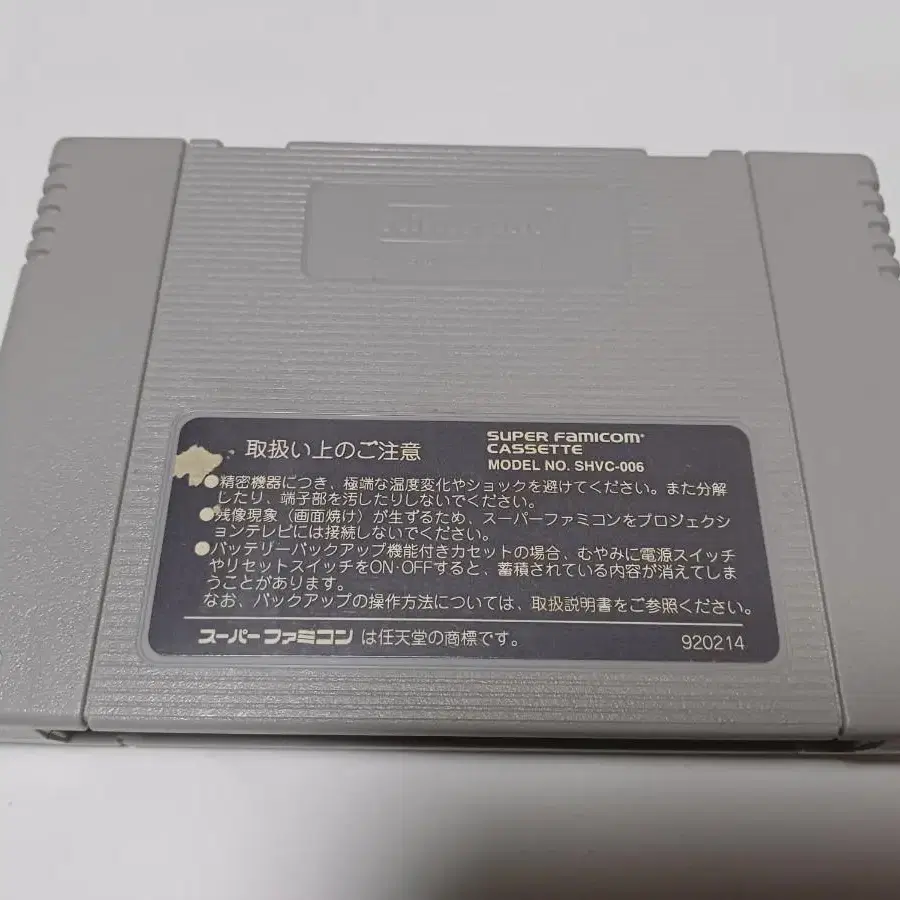 Nintendo
取扱い上のご注意
SUPER FAMICOM
CASSETTE
MODEL NO. SHVC-006
●精密機器につき、極端な温度変化やショックを避けてください。また分解
したり、端子部を汚したりしないでください。
●残像現象（画面焼け）が生ずるため、スーパーファミコンをプロジェクシ
ョンテレビには接続しないでください。
●バッテリーバックアップ機能付きカセットの場合、むやみに電源スイッチ
やリセットスイッチをON・OFFすると、蓄積されている内容が消えてしま
うことがあります。
なお、バックアップの操作方法については、取扱説明書をご参照ください。
スーパーファミコン は任天堂の商標です。
920214